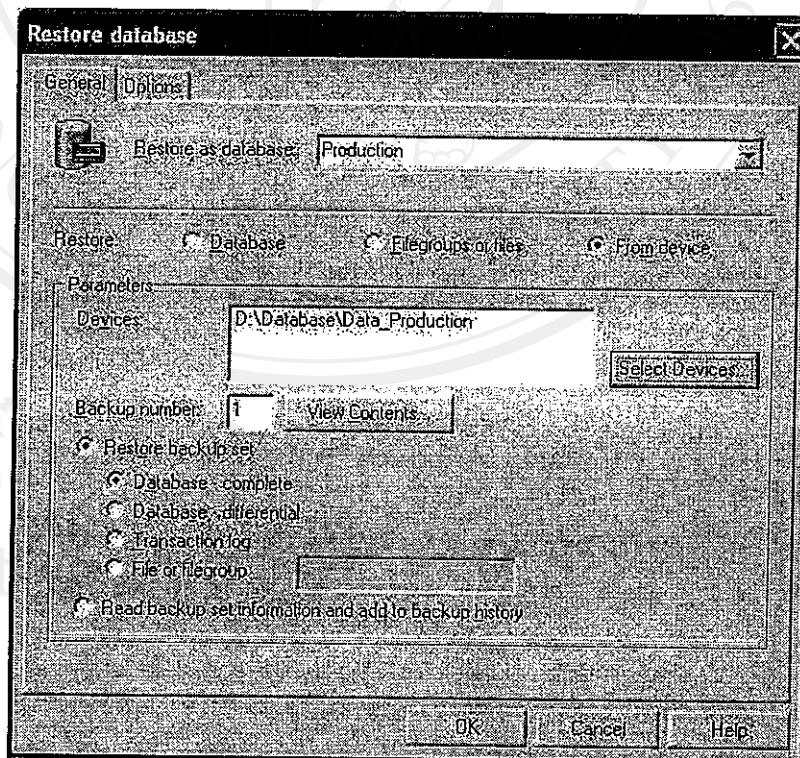 Restore database
General Options
Restore as database: Production
Restore: Database Filegroups or files From device
Parameters
Devices: D:\Database\Data_Production
Select Devices...
Backup number: 1 View Contents...
Restore backup set
Database - complete
Database - differential
Transaction log
File or filegroup:
Read backup set information and add to backup history
OK Cancel Help